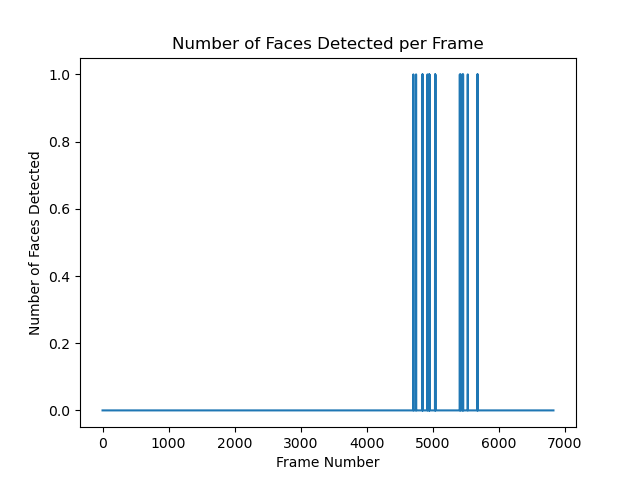 Number of Faces Detected per Frame
1.0
0.8
0.6
0.4
0.2
0.0
Number of Faces Detected
0 1000 2000 3000 4000 5000 6000 7000
Frame Number